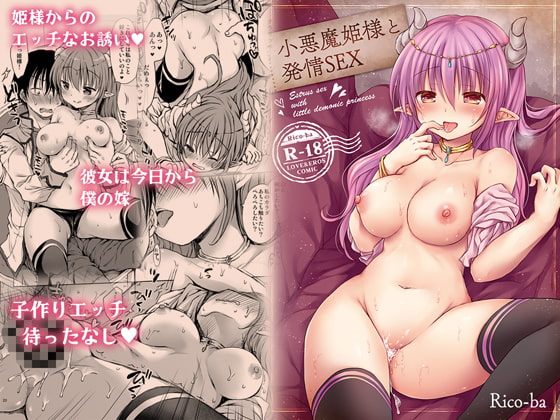 姫様からの
エッチなお誘い♥
彼女は今日から
僕の嫁
子作りエッチ
待ったなし♥
小悪魔姫様と
発情SEX
Estrus sex
with
little demonic princess
Rico-ba
R-18
LOVE&EROS
COMIC
Rico-ba